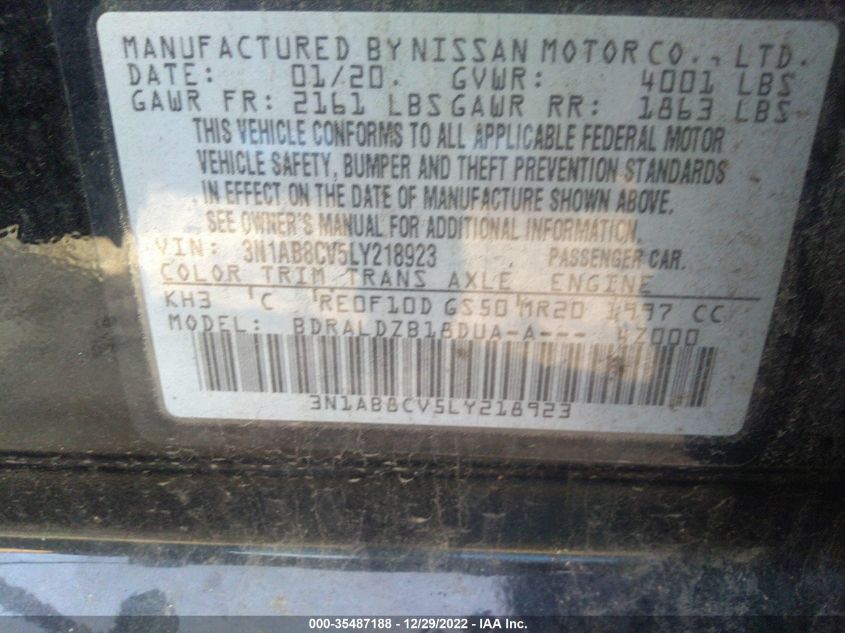 MANUFACTURED BY NISSAN MOTOR CO., LTD.
DATE: 01/20. GVWR: 4001 LBS
GAWR FR: 2161 LBS GAWR RR: 1863 LBS
THIS VEHICLE CONFORMS TO ALL APPLICABLE FEDERAL MOTOR
VEHICLE SAFETY, BUMPER AND THEFT PREVENTION STANDARDS
IN EFFECT ON THE DATE OF MANUFACTURE SHOWN ABOVE.
SEE OWNER'S MANUAL FOR ADDITIONAL INFORMATION.
VIN: 3N1AB8CV5LY218923 PASSENGER CAR.
COLOR TRIM TRANS AXLE ENGINE
KH3 C RE0F10D GS50 MR20 1997 CC
MODEL: BDRALDZB18DUA-A---
3N1AB8CV5LY218923
000-35487188 - 12/29/2022 - IAA Inc.